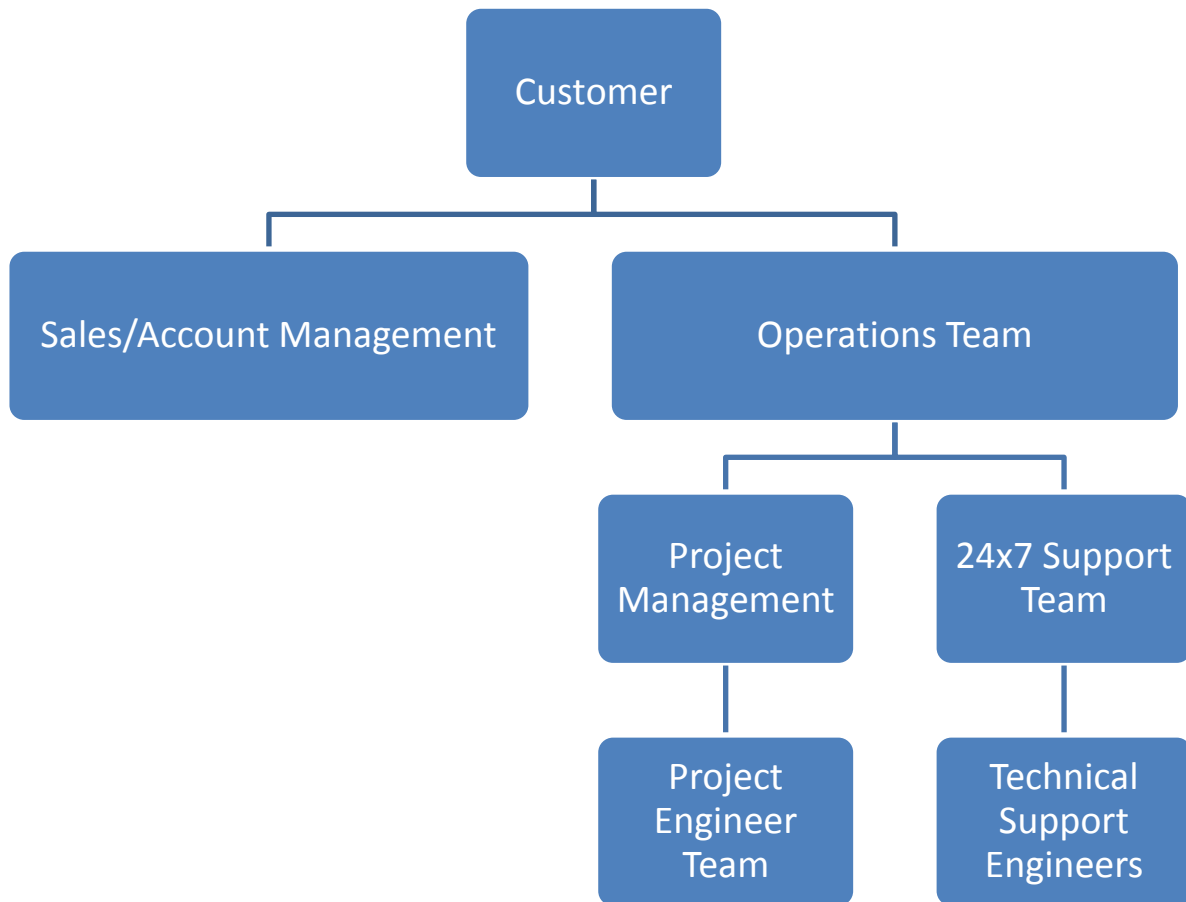 Customer
Sales/Account Management
Operations Team
Project
Management
24x7 Support
Team
Project
Engineer
Team
Technical
Support
Engineers